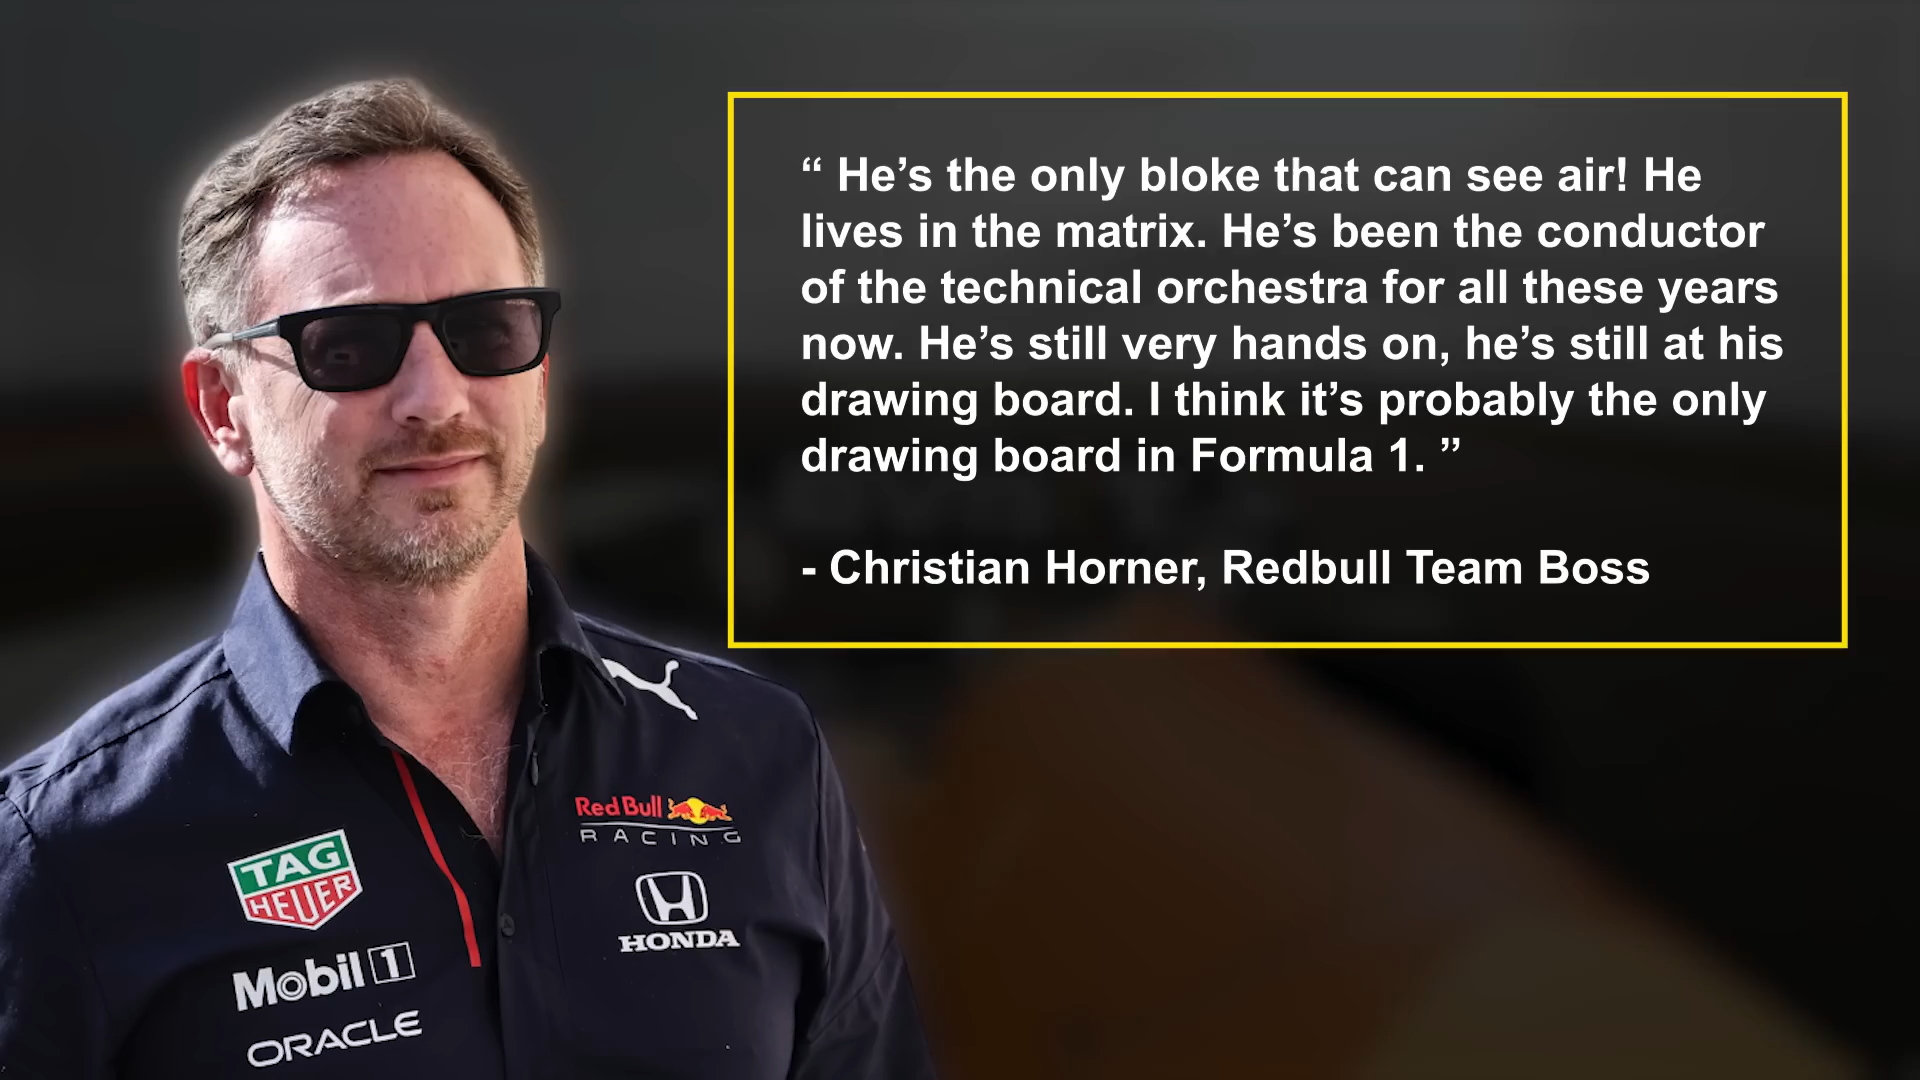 “ He’s the only bloke that can see air! He
lives in the matrix. He’s been the conductor
of the technical orchestra for all these years
now. He’s still very hands on, he’s still at his
drawing board. I think it’s probably the only
drawing board in Formula 1. ”
- Christian Horner, Redbull Team Boss
Red Bull
RACING
TAG
HEUER
HONDA
Mobil 1
ORACLE